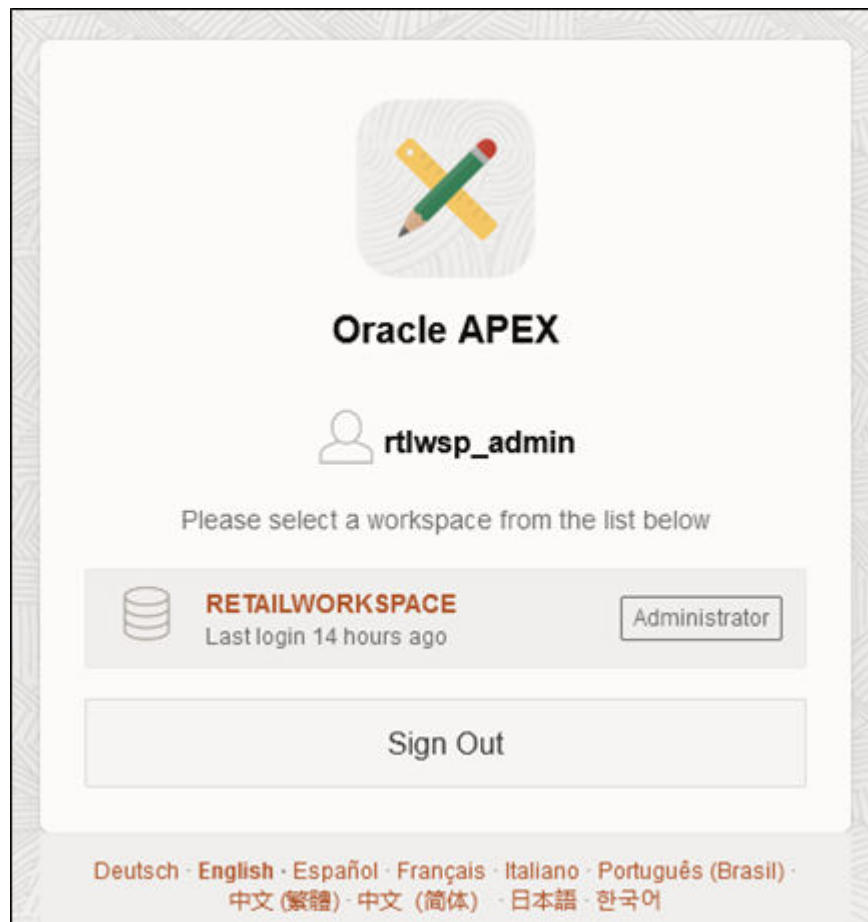 Oracle APEX
rtlwsp_admin
Please select a workspace from the list below
RETAILWORKSPACE
Last login 14 hours ago
Administrator
Sign Out
Deutsch · English · Español · Français · Italiano · Português (Brasil) ·
中文 (繁體) · 中文 (简体) · 日本語 · 한국어